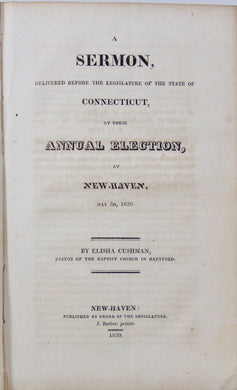 A
SERMON,
DELIVERED BEFORE THE LEGISLATURE OF THE STATE OF
CONNECTICUT,
AT THEIR
ANNUAL ELECTION,
AT
NEW-HAVEN,
MAY 3D, 1820.
BY ELISHA CUSHMAN,
PASTOR OF THE BAPTIST CHURCH IN HARTFORD.
NEW-HAVEN:
PUBLISHED BY ORDER OF THE LEGISLATURE.
J. Barber, printer.
1820.